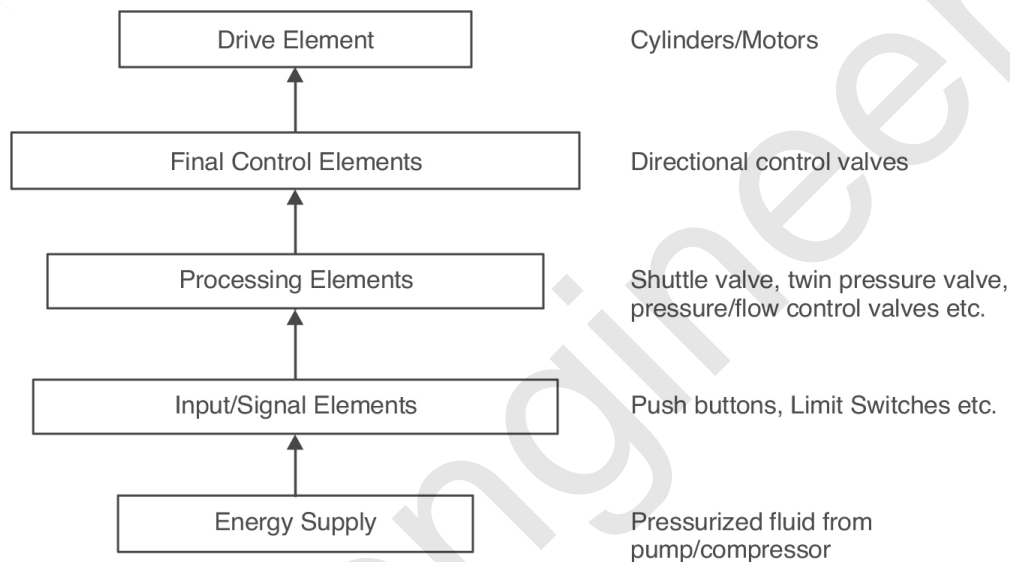 Drive Element
Cylinders/Motors
Final Control Elements
Directional control valves
Processing Elements
Shuttle valve, twin pressure valve,
pressure/flow control valves etc.
Input/Signal Elements
Push buttons, Limit Switches etc.
Energy Supply
Pressurized fluid from
pump/compressor
engineer